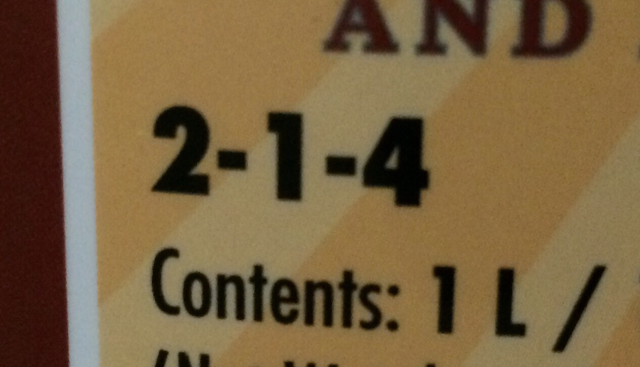 AND
2-1-4
Contents: 1 L /